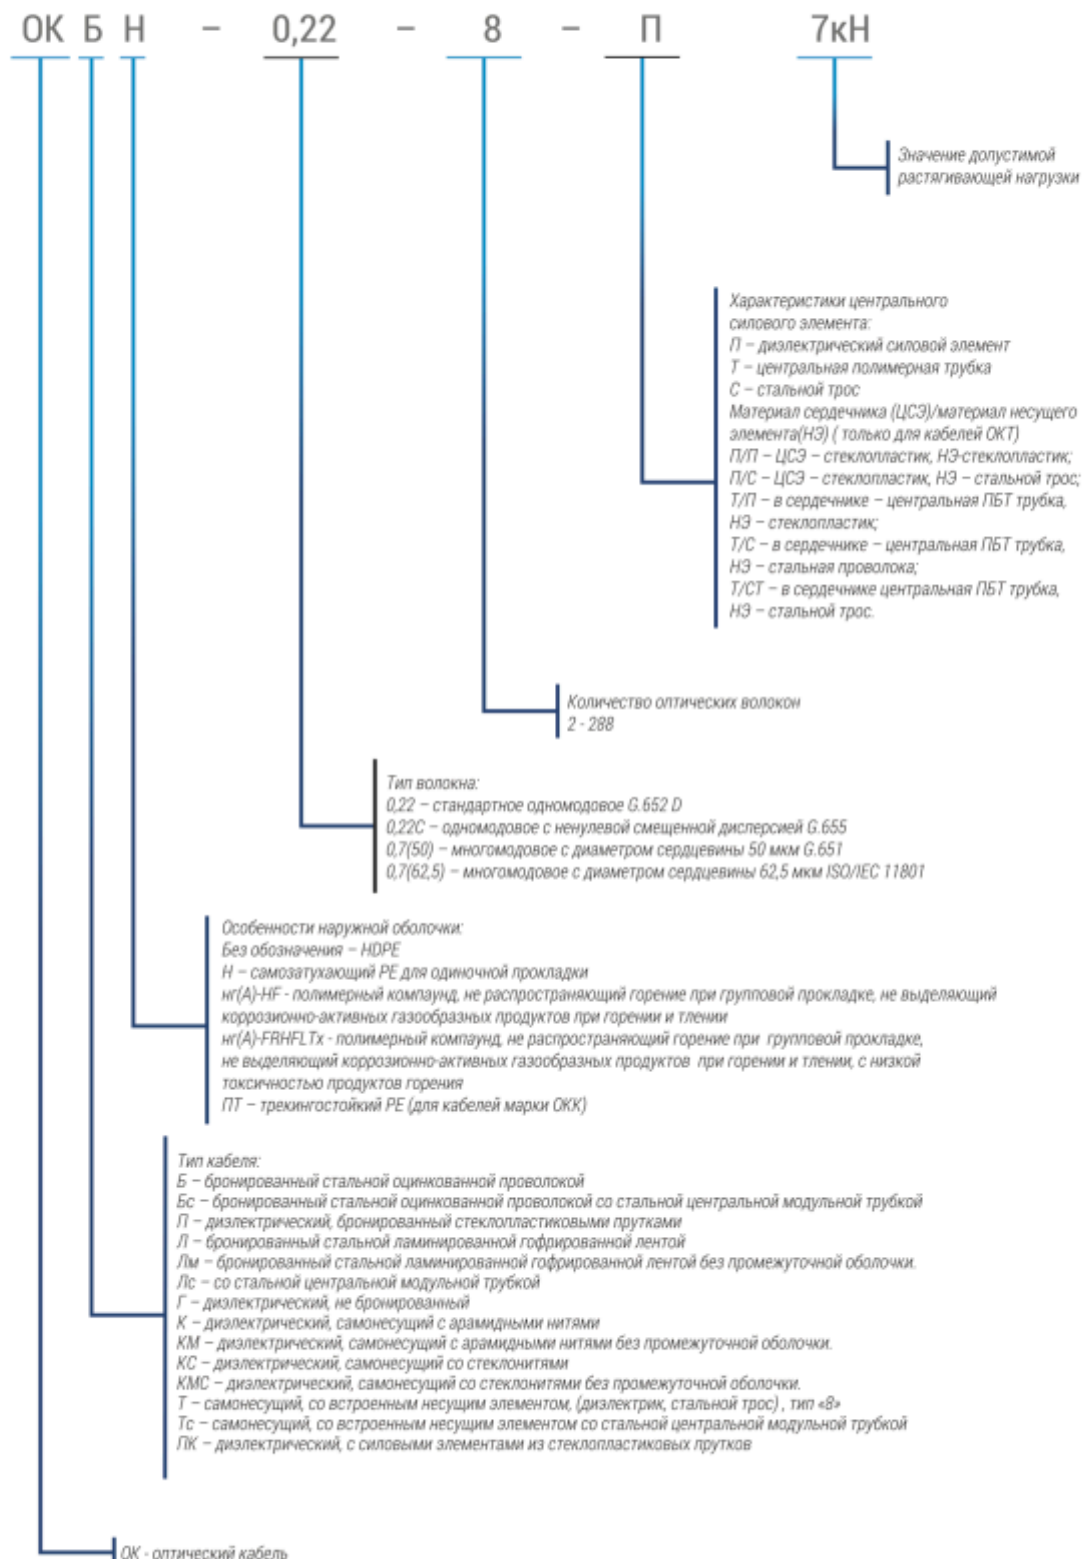 ОК Б Н – 0,22 – 8 – П 7кН
Значение допустимой
растягивающей нагрузки
Характеристики центрального
силового элемента:
П – диэлектрический силовой элемент
Т – центральная полимерная трубка
С – стальной трос
Материал сердечника (ЦСЭ)/материал несущего
элемента(НЭ) ( только для кабелей ОКТ)
П/П – ЦСЭ – стеклопластик, НЭ-стеклопластик;
П/С – ЦСЭ – стеклопластик, НЭ – стальной трос;
Т/П – в сердечнике – центральная ПБТ трубка,
НЭ – стеклопластик;
Т/С – в сердечнике – центральная ПБТ трубка,
НЭ – стальная проволока;
Т/СТ – в сердечнике центральная ПБТ трубка,
НЭ – стальной трос.
Количество оптических волокон
2 - 288
Тип волокна:
0,22 – стандартное одномодовое G.652 D
0,22С – одномодовое с ненулевой смещенной дисперсией G.655
0,7(50) – многомодовое с диаметром сердцевины 50 мкм G.651
0,7(62,5) – многомодовое с диаметром сердцевины 62,5 мкм ISO/IEC 11801
Особенности наружной оболочки:
Без обозначения – HDPE
Н – самозатухающий PE для одиночной прокладки
нг(А)-HF - полимерный компаунд, не распространяющий горение при групповой прокладке, не выделяющий
коррозионно-активных газообразных продуктов при горении и тлении
нг(А)-FRHFLTx - полимерный компаунд, не распространяющий горение при групповой прокладке,
не выделяющий коррозионно-активных газообразных продуктов при горении и тлении, с низкой
токсичностью продуктов горения
ПТ – трекингостойкий PE (для кабелей марки ОКК)
Тип кабеля:
Б – бронированный стальной оцинкованной проволокой
Бс – бронированный стальной оцинкованной проволокой со стальной центральной модульной трубкой
П – диэлектрический, бронированный стеклопластиковыми прутками
Л – бронированный стальной ламинированной гофрированной лентой
Лм – бронированный стальной ламинированной гофрированной лентой без промежуточной оболочки.
Лс – со стальной центральной модульной трубкой
Г – диэлектрический, не бронированный
К – диэлектрический, самонесущий с арамидными нитями
КМ – диэлектрический, самонесущий с арамидными нитями без промежуточной оболочки.
КС – диэлектрический, самонесущий со стеклонитями
КМС – диэлектрический, самонесущий со стеклонитями без промежуточной оболочки.
Т – самонесущий, со встроенным несущим элементом, (диэлектрик, стальной трос) , тип «8»
Тс – самонесущий, со встроенным несущим элементом со стальной центральной модульной трубкой
ПК – диэлектрический, с силовыми элементами из стеклопластиковых прутков
ОК - оптический кабель